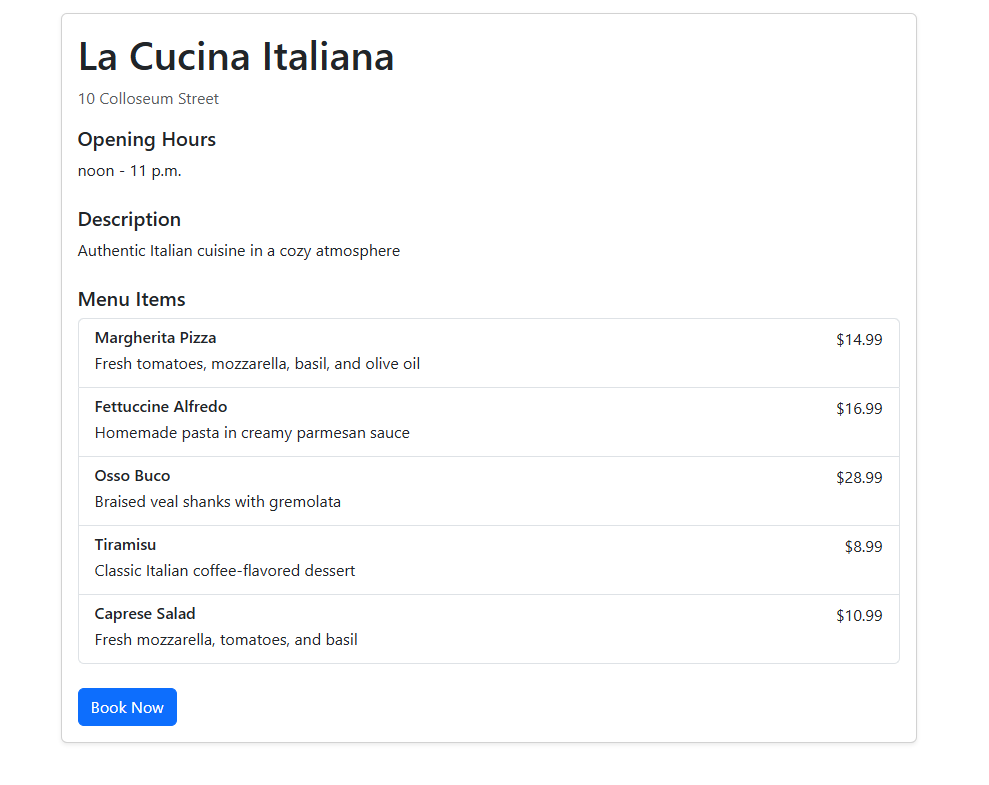 La Cucina Italiana
10 Colloseum Street
Opening Hours
noon - 11 p.m.
Description
Authentic Italian cuisine in a cozy atmosphere
Menu Items
Margherita Pizza
$14.99
Fresh tomatoes, mozzarella, basil, and olive oil
Fettuccine Alfredo
$16.99
Homemade pasta in creamy parmesan sauce
Osso Buco
$28.99
Braised veal shanks with gremolata
Tiramisu
$8.99
Classic Italian coffee-flavored dessert
Caprese Salad
$10.99
Fresh mozzarella, tomatoes, and basil
Book Now